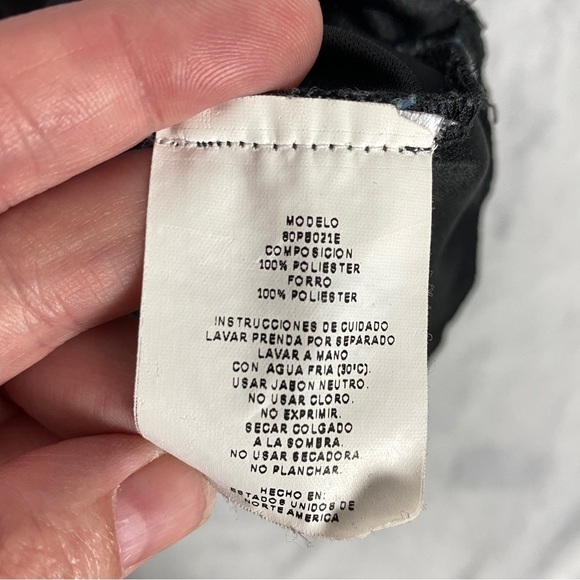 MODELO
80P8021E
COMPOSICION
100% POLIESTER
FORRO
100% POLIESTER
INSTRUCCIONES DE CUIDADO
LAVAR PRENDA POR SEPARADO
LAVAR A MANO
CON AGUA FRIA (30°C).
USAR JABON NEUTRO.
NO USAR CLORO.
NO EXPRIMIR.
SECAR COLGADO
A LA SOMBRA.
NO USAR SECADORA.
NO PLANCHAR.
HECHO EN:
ESTADOS UNIDOS DE
NORTE AMERICA